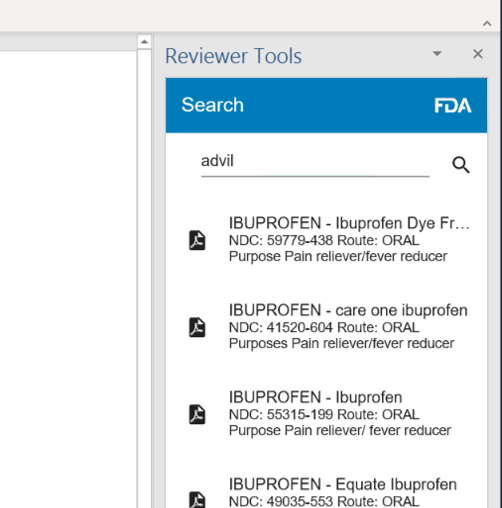 Reviewer Tools
Search FDA
advil
IBUPROFEN - Ibuprofen Dye Fr...
NDC: 59779-438 Route: ORAL
Purpose Pain reliever/fever reducer
IBUPROFEN - care one ibuprofen
NDC: 41520-604 Route: ORAL
Purposes Pain reliever/fever reducer
IBUPROFEN - Ibuprofen
NDC: 55315-199 Route: ORAL
Purpose Pain reliever/ fever reducer
IBUPROFEN - Equate Ibuprofen
NDC: 49035-553 Route: ORAL